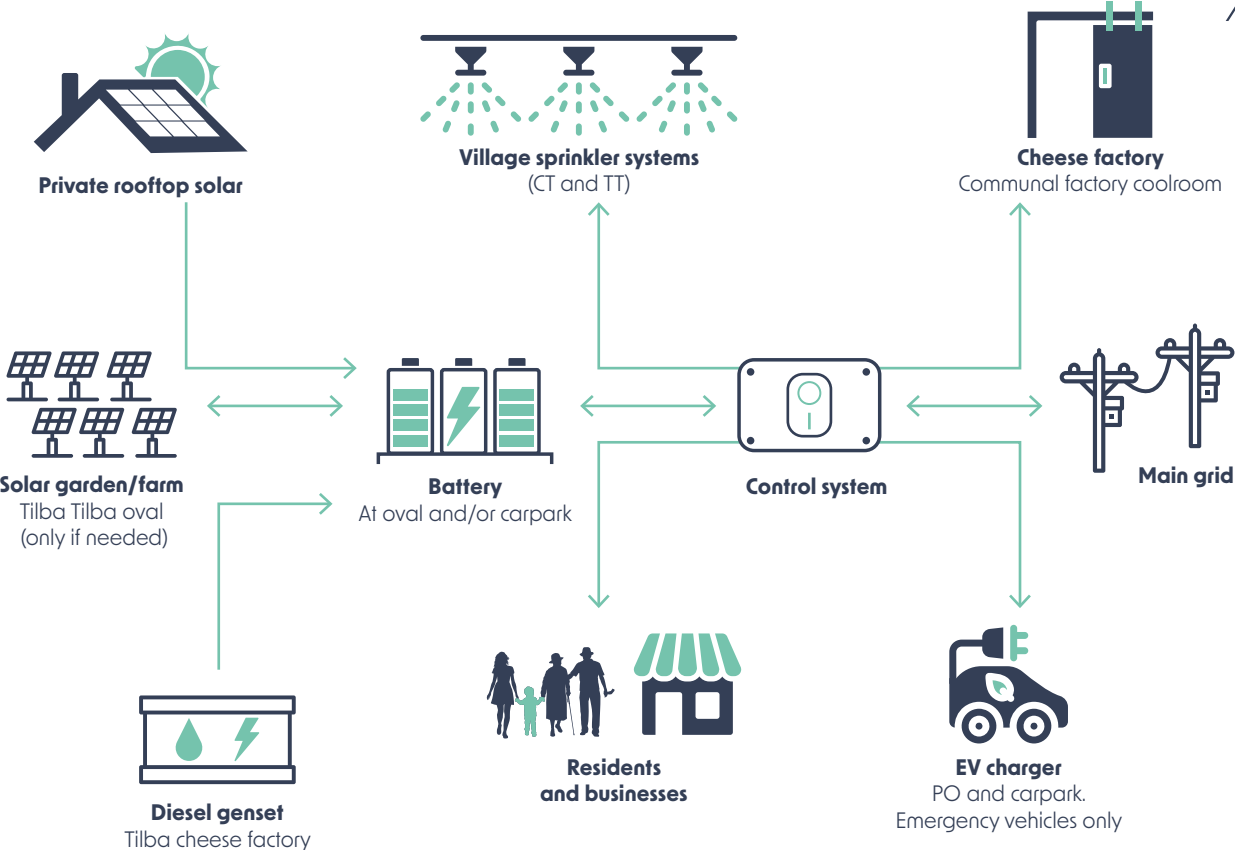 Private rooftop solar
Village sprinkler systems
(CT and TT)
Cheese factory
Communal factory coolroom
Solar garden/farm
Tilba Tilba oval
(only if needed)
Battery
At oval and/or carpark
Control system
Main grid
Diesel genset
Tilba cheese factory
Residents
and businesses
EV charger
PO and carpark.
Emergency vehicles only